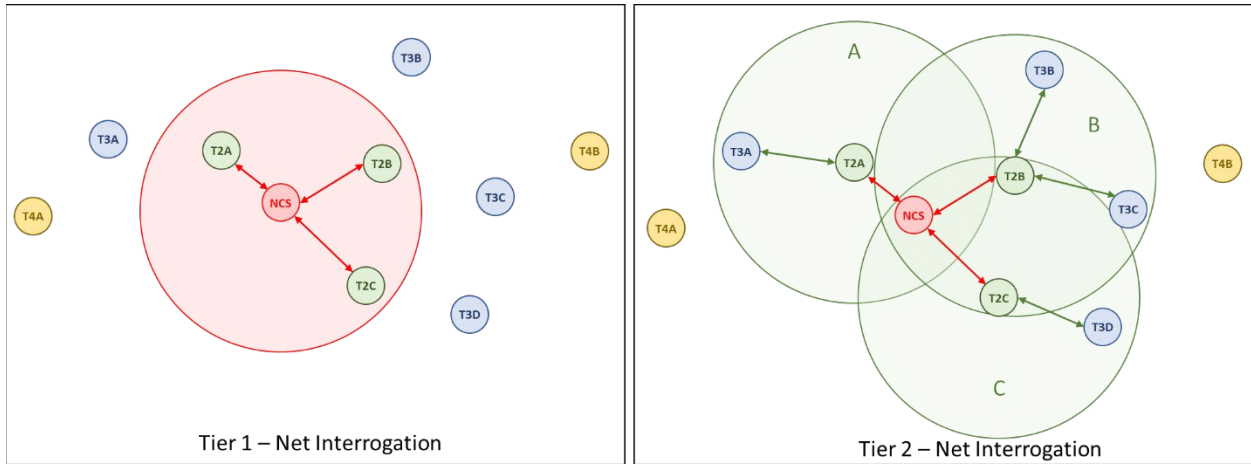 T3B
T3A
T2A
T2B
T4B
NCS
T3C
T4A
T2C
T3D
Tier 1 – Net Interrogation
A
T3B
B
T3A
T2A
T2B
T4B
NCS
T3C
T4A
T2C
T3D
C
Tier 2 – Net Interrogation